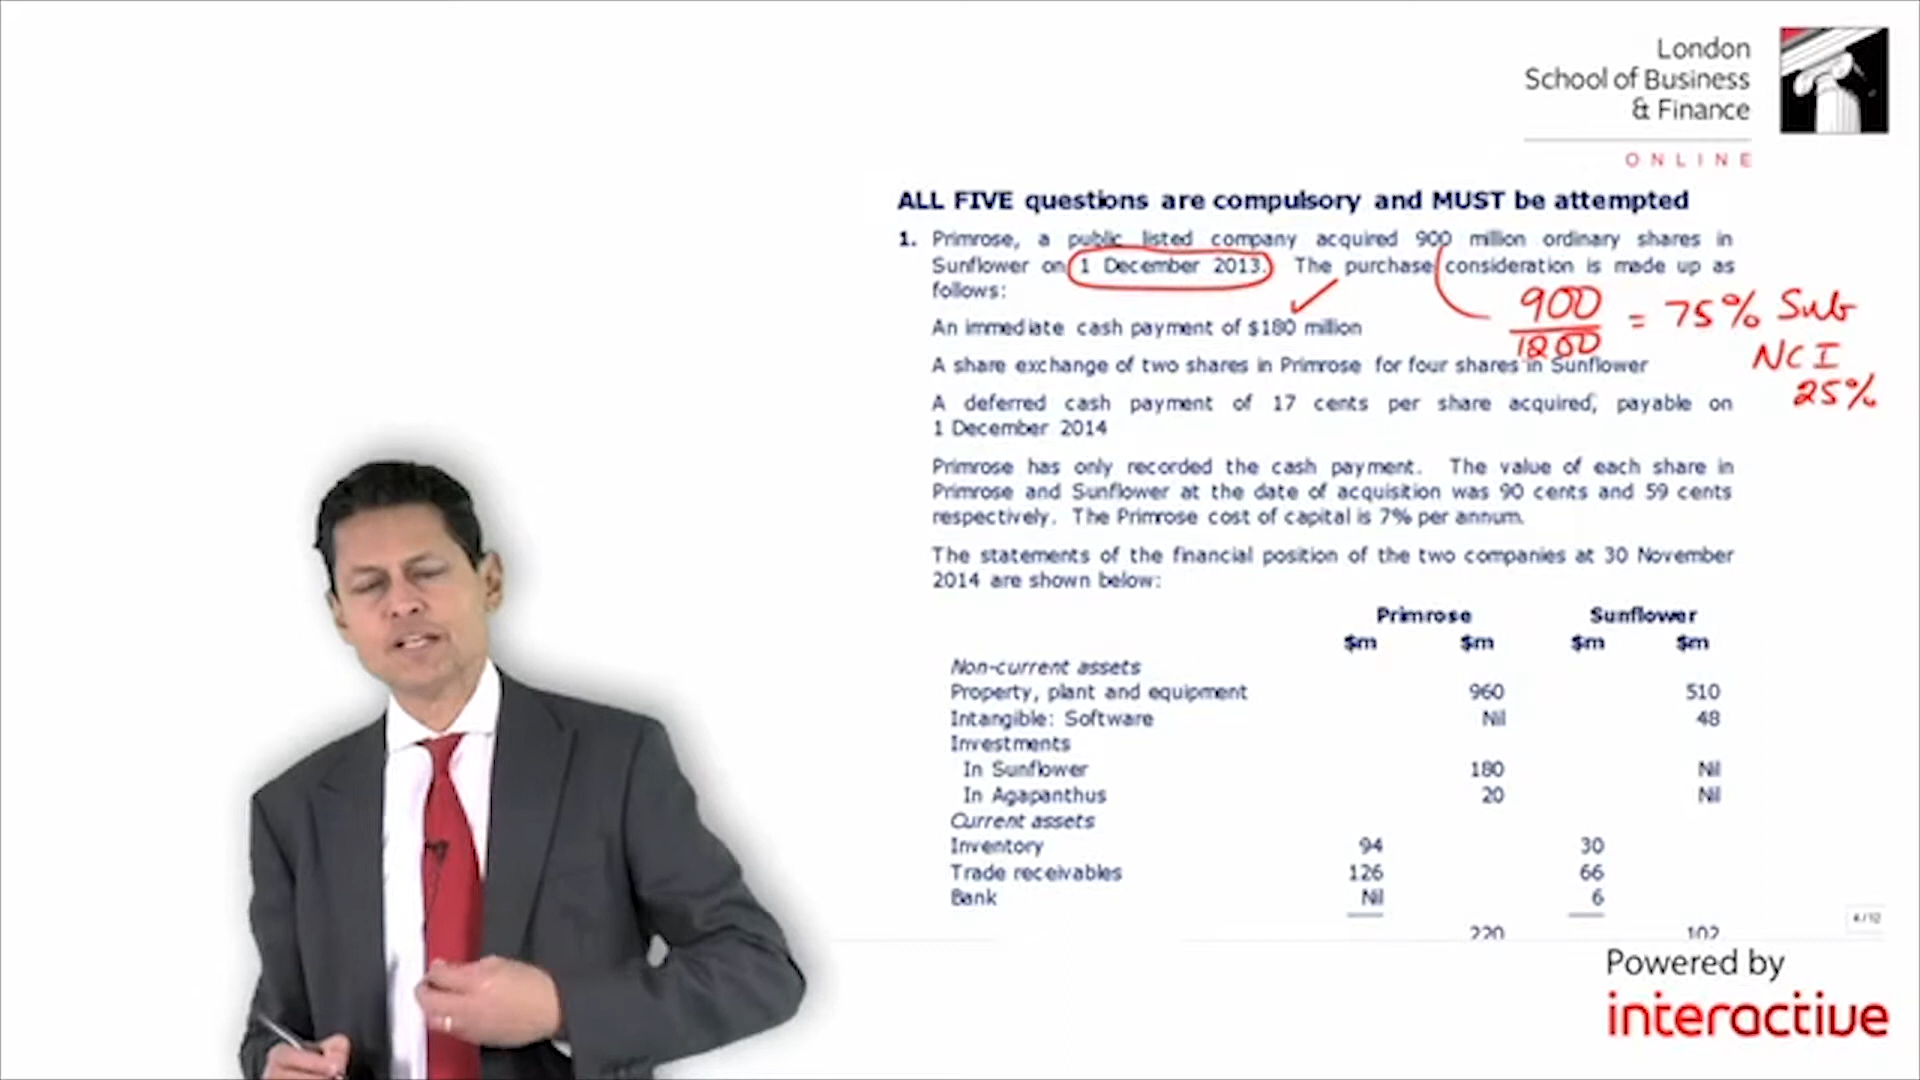 London
School of Business
& Finance
ONLINE
ALL FIVE questions are compulsory and MUST be attempted
1. Primrose, a public listed company acquired 900 million ordinary shares in
Sunflower on 1 December 2013. The purchase consideration is made up as
follows:
900
1200
= 75% Sub
NCI
25%
An immediate cash payment of $180 million
A share exchange of two shares in Primrose for four shares in Sunflower
A deferred cash payment of 17 cents per share acquired, payable on
1 December 2014
Primrose has only recorded the cash payment. The value of each share in
Primrose and Sunflower at the date of acquisition was 90 cents and 59 cents
respectively. The Primrose cost of capital is 7% per annum.
The statements of the financial position of the two companies at 30 November
2014 are shown below:
Primrose Sunflower
$m $m $m $m
Non-current assets
Property, plant and equipment 960 510
Intangible: Software Nil 48
Investments
In Sunflower 180 Nil
In Agapanthus 20 Nil
Current assets
Inventory 94 30
Trade receivables 126 66
Bank Nil 6
220 102
4/12
Powered by
interactive